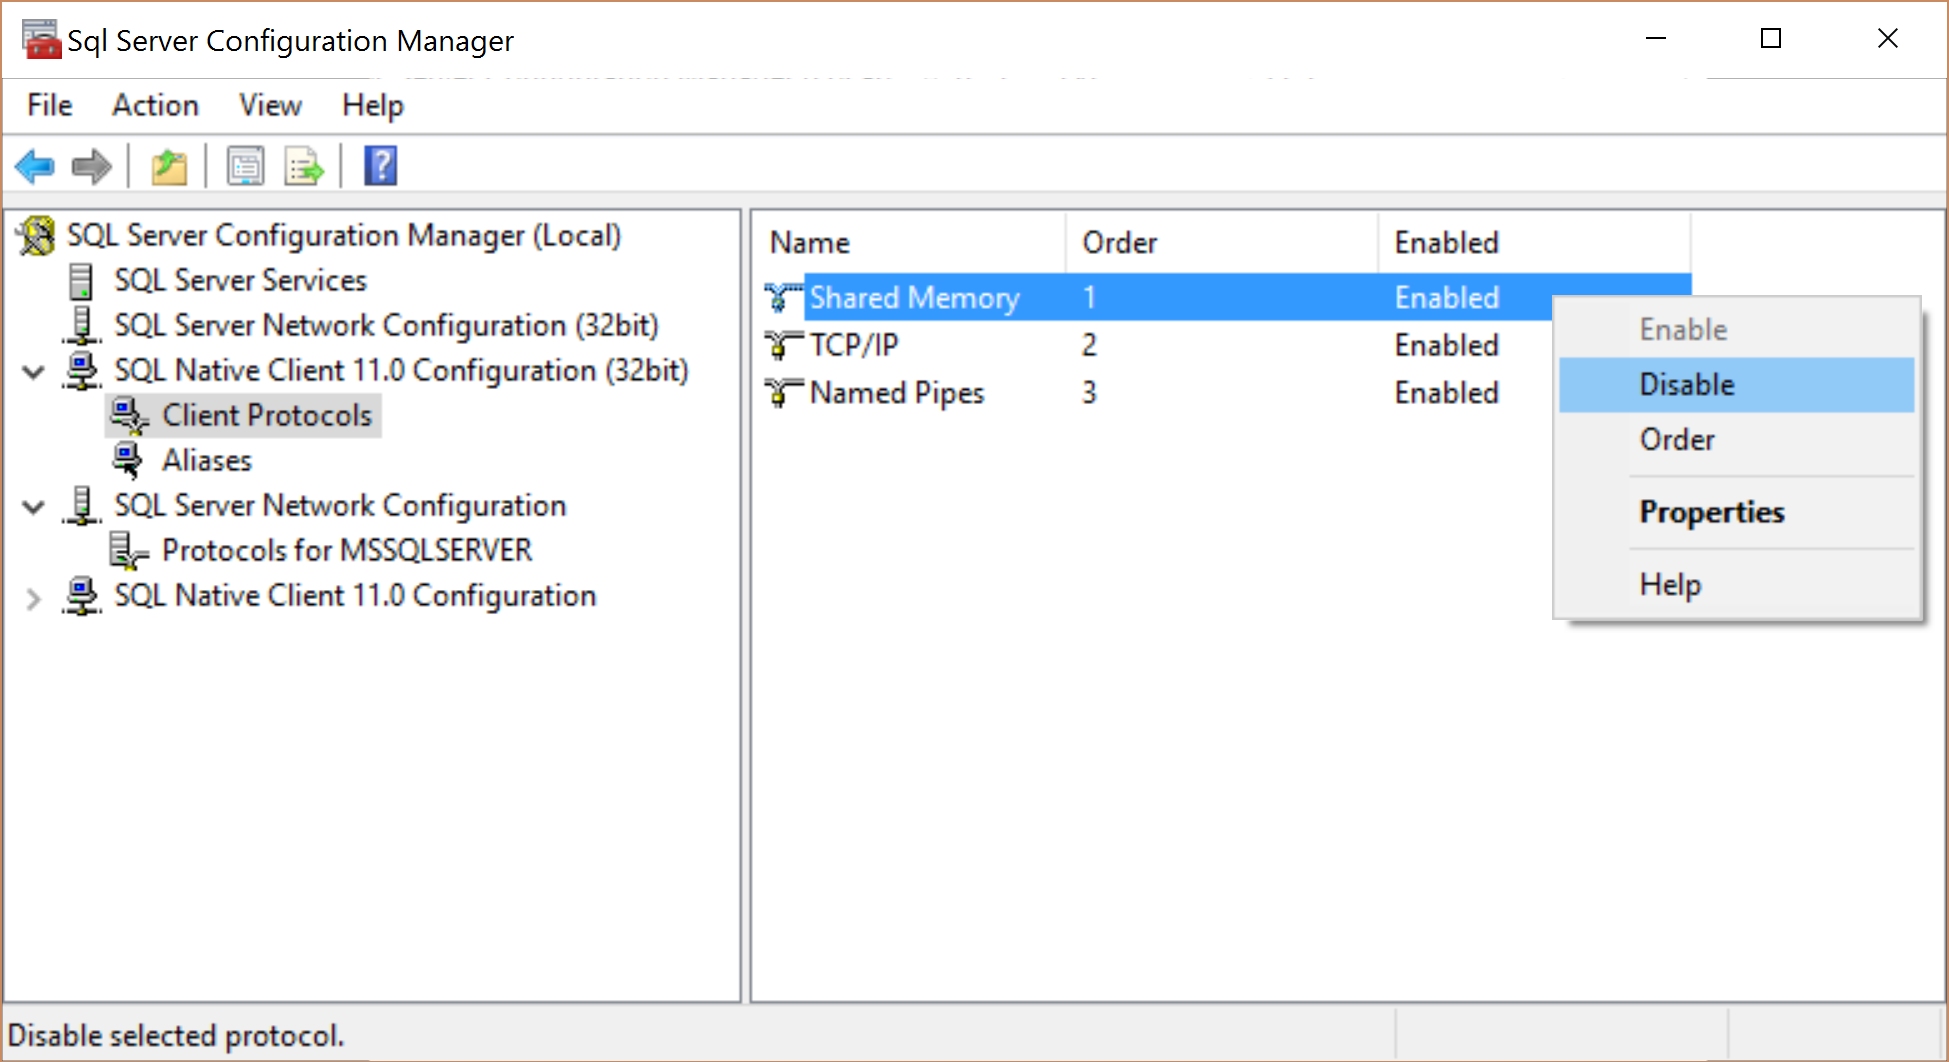 Sql Server Configuration Manager
File Action View Help
SQL Server Configuration Manager (Local)
SQL Server Services
SQL Server Network Configuration (32bit)
SQL Native Client 11.0 Configuration (32bit)
Client Protocols
Aliases
SQL Server Network Configuration
Protocols for MSSQLSERVER
SQL Native Client 11.0 Configuration
Name Order Enabled
Shared Memory 1 Enabled
TCP/IP 2 Enabled
Named Pipes 3 Enabled
Enable
Disable
Order
Properties
Help
Disable selected protocol.